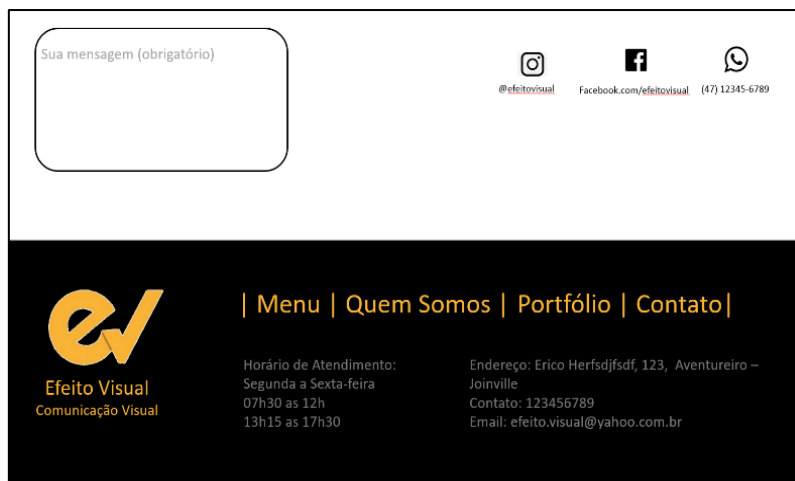 Sua mensagem (obrigatório)
@efeitovisual
Facebook.com/efeitovisual
(47) 12345-6789
ev
Efeito Visual
Comunicação Visual
| Menu | Quem Somos | Portfólio | Contato|
Horário de Atendimento:
Segunda a Sexta-feira
07h30 as 12h
13h15 as 17h30
Endereço: Erico Herfsdjfsdf, 123, Aventureiro –
Joinville
Contato: 123456789
Email: efeito.visual@yahoo.com.br